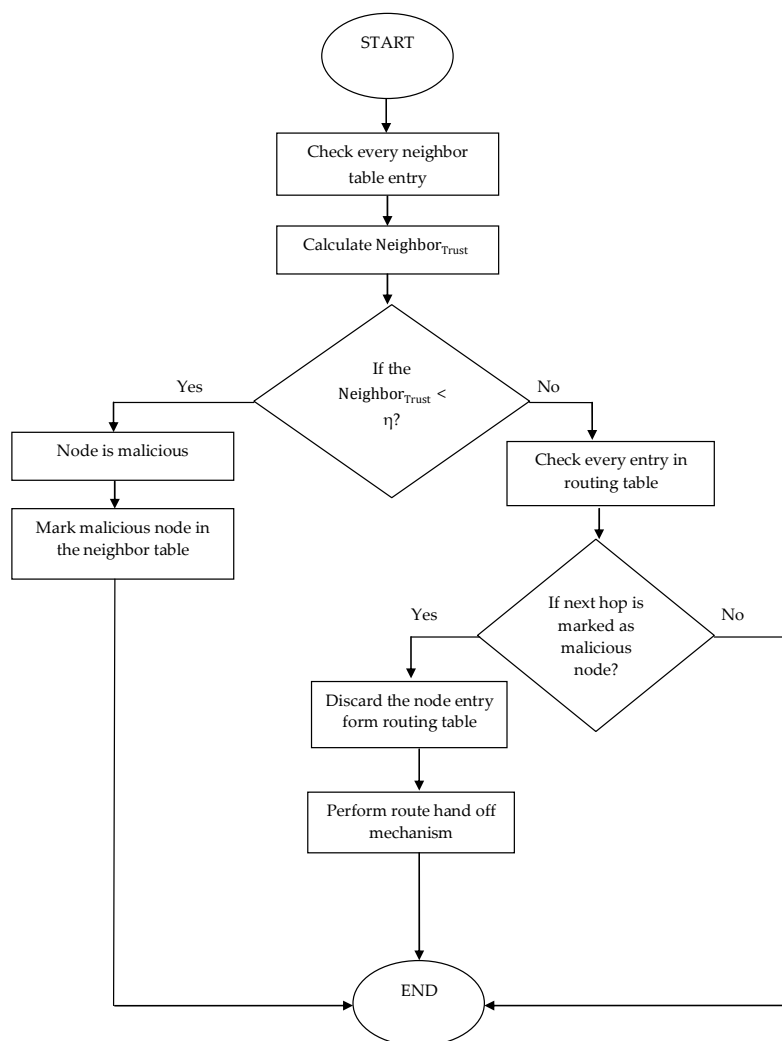 START
Check every neighbor
table entry
Calculate NeighborTrust
If the
NeighborTrust <
η?
Yes
No
Node is malicious
Check every entry in
routing table
Mark malicious node in
the neighbor table
If next hop is
marked as
malicious
node?
Yes
No
Discard the node entry
form routing table
Perform route hand off
mechanism
END